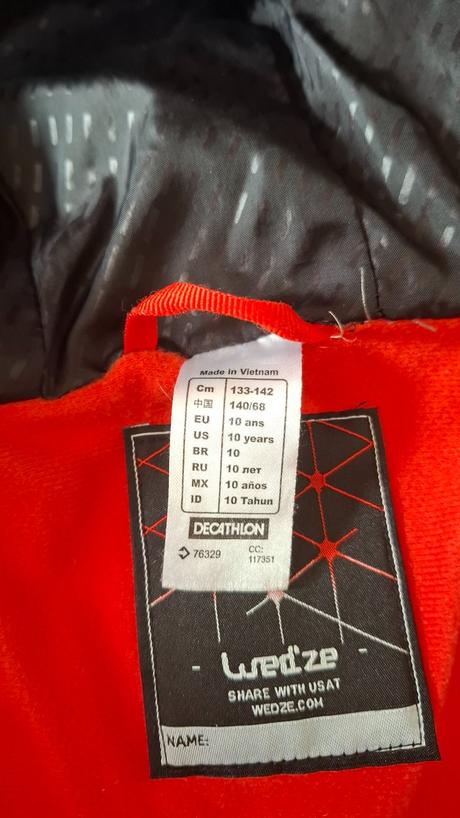 Made in Vietnam
Cm 133-142
中国 140/68
EU 10 ans
US 10 years
BR 10
RU 10 лет
MX 10 años
ID 10 Tahun
DECATHLON
76329 CC: 117351
- Wed'ze -
SHARE WITH US AT
WEDZE.COM
NAME: